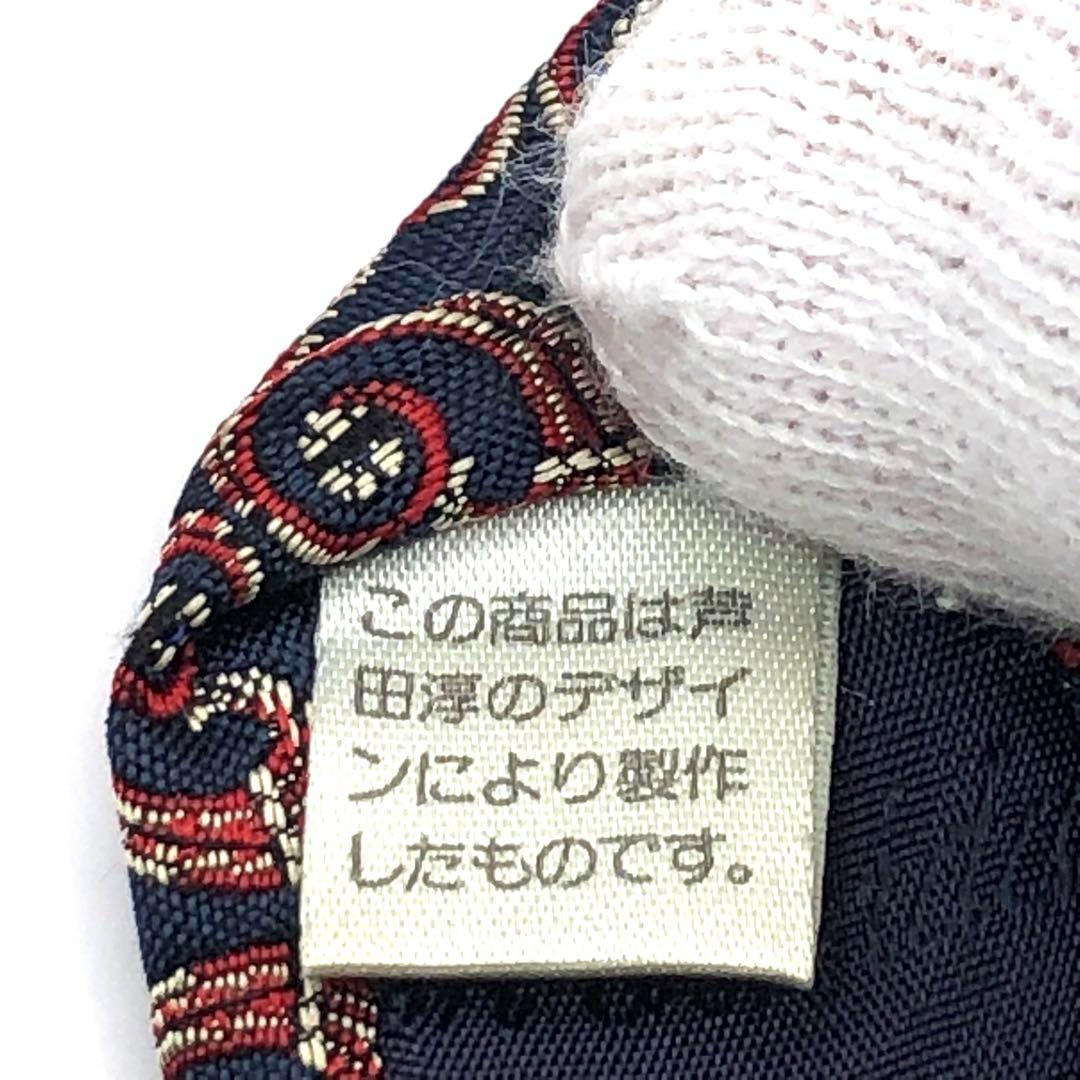 この商品は芦
田淳のデザイ
ンにより製作
したものです。